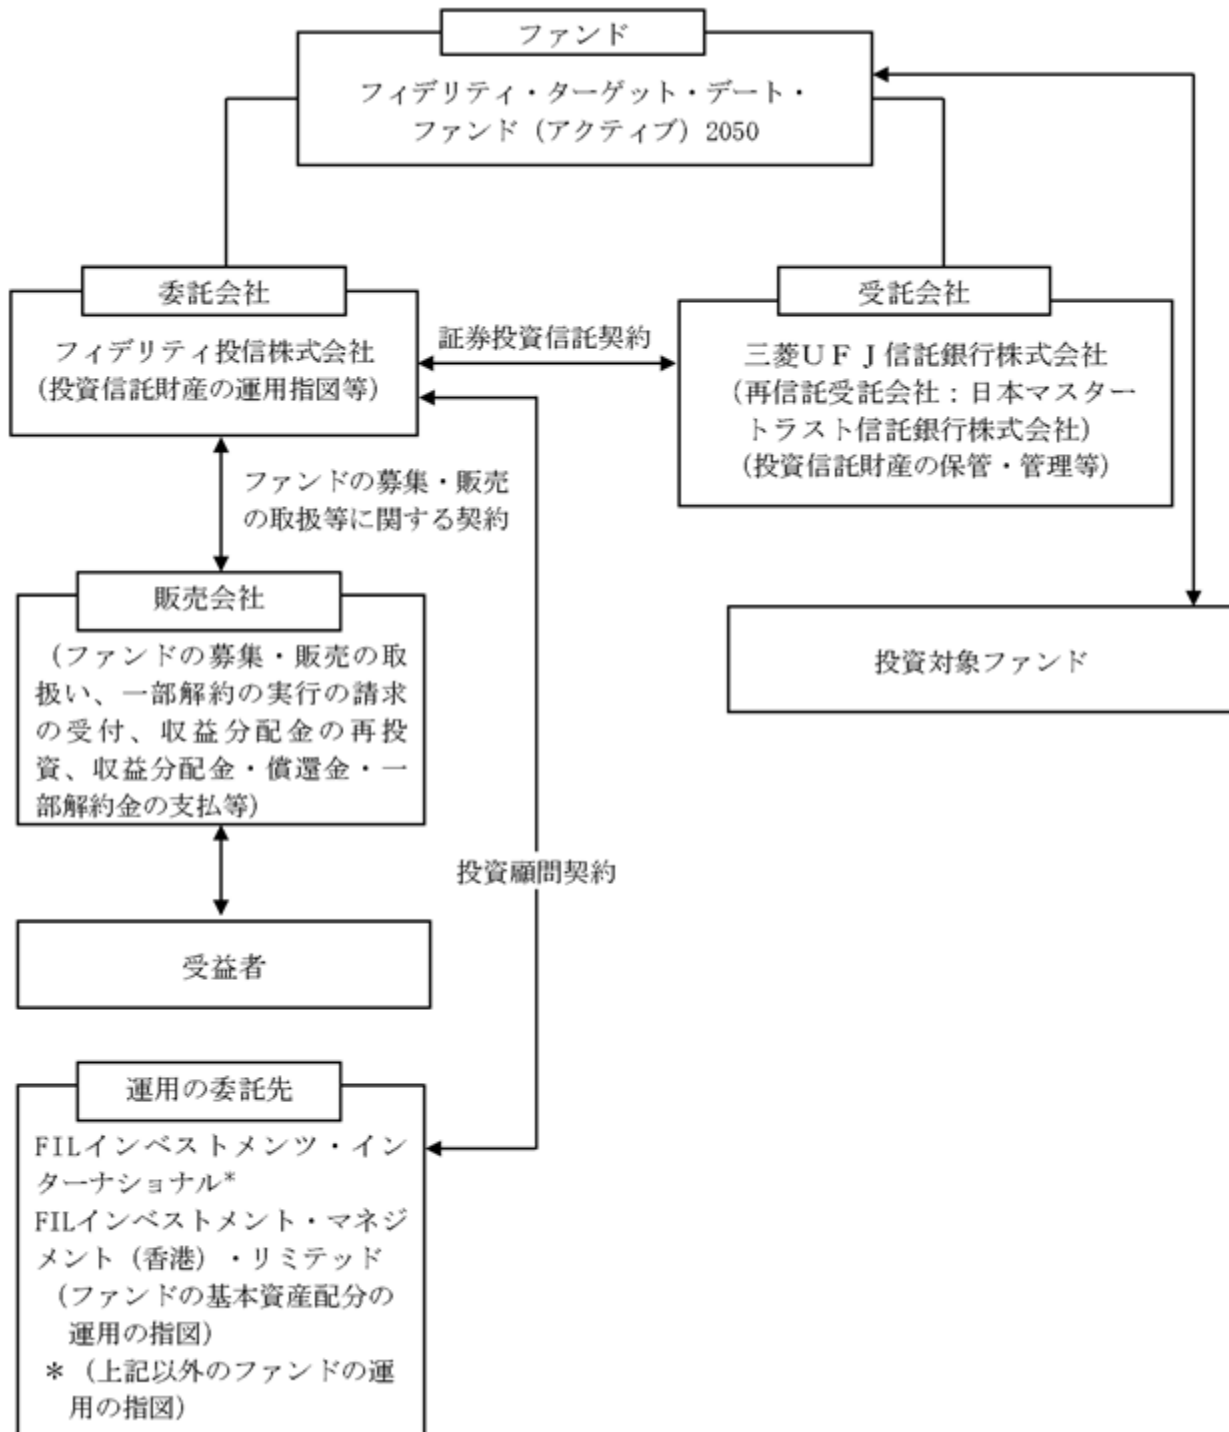 ファンド
フィデリティ・ターゲット・デート・
ファンド（アクティブ）2050
委託会社
フィデリティ投信株式会社
（投資信託財産の運用指図等）
証券投資信託契約
受託会社
三菱ＵＦＪ信託銀行株式会社
（再信託受託会社：日本マスター
トラスト信託銀行株式会社）
（投資信託財産の保管・管理等）
ファンドの募集・販売
の取扱等に関する契約
販売会社
（ファンドの募集・販売の取
扱い、一部解約の実行の請求
の受付、収益分配金の再投
資、収益分配金・償還金・一
部解約金の支払等）
投資対象ファンド
投資顧問契約
受益者
運用の委託先
FILインベストメンツ・イン
ターナショナル*
FILインベストメント・マネジ
メント（香港）・リミテッド
（ファンドの基本資産配分の
運用の指図）
＊（上記以外のファンドの運
用の指図）